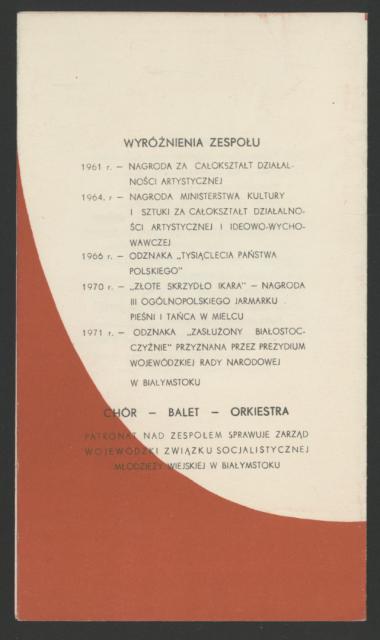 WYRÓŻNIENIA ZESPOŁU
1961 r. — NAGRODA ZA CAŁOKSZTAŁT DZIAŁAL-
NOŚCI ARTYSTYCZNEJ
1964. r — NAGRODA MINISTERSTWA KULTURY
I SZTUKI ZA CAŁOKSZTAŁT DZIAŁALNO-
ŚCI ARTYSTYCZNEJ I IDEOWO-WYCHO-
WAWCZEJ
1966 r. — ODZNAKA „TYSIĄCLECIA PAŃSTWA
POLSKIEGO"
1970 r. — „ZŁOTE SKRZYDŁO IKARA" — NAGRODA
III OGÓLNOPOLSKIEGO JARMARKU
PIEŚNI I TAŃCA W MIELCU
1971 r. — ODZNAKA „ZASŁUŻONY BIAŁOSTOC-
CZYŹNIE" PRZYZNANA PRZEZ PREZYDIUM
WOJEWÓDZKIEJ RADY NARODOWEJ
W BIAŁYMSTOKU
CHÓR — BALET — ORKIESTRA
PATRONAT NAD ZESPOŁEM SPRAWUJE ZARZĄD
WOJEWÓDZKI ZWIĄZKU SOCJALISTYCZNEJ
MŁODZIEŻY WIEJSKIEJ W BIAŁYMSTOKU